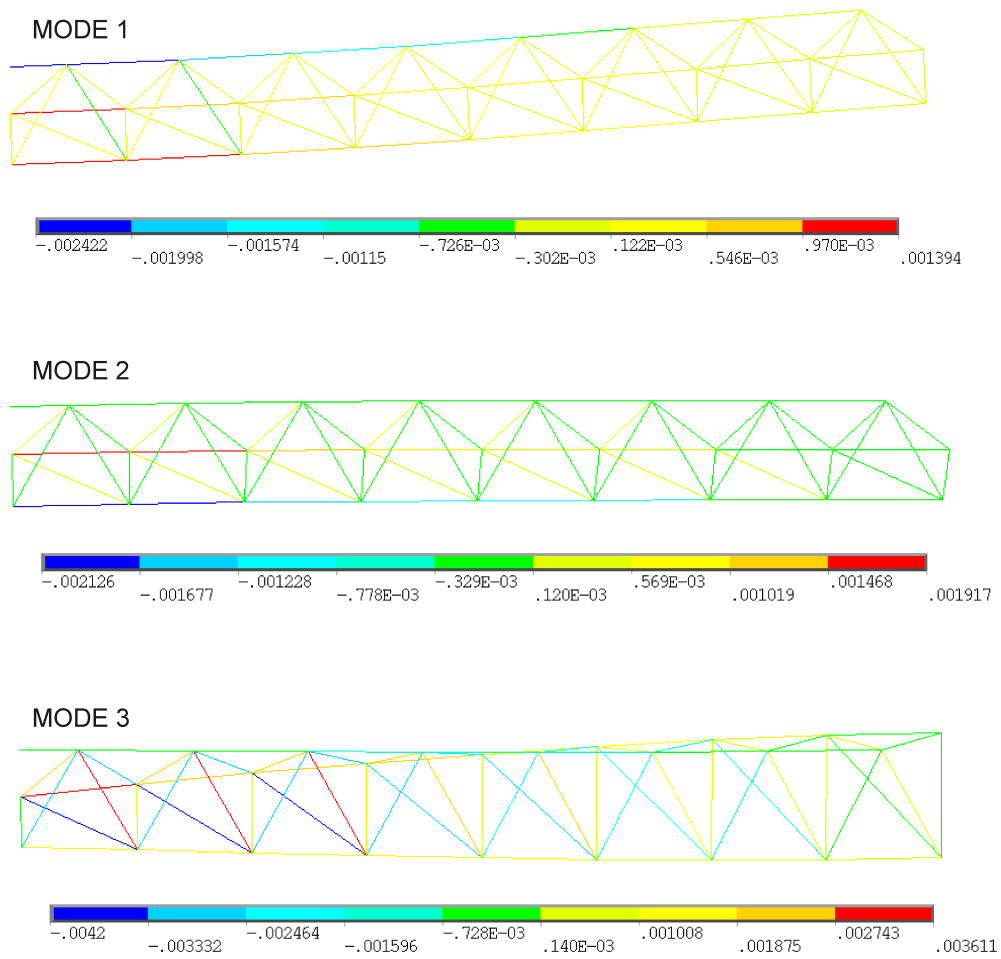 MODE 1
-.002422 -.001574 -.726E-03 .122E-03 .970E-03
-.001998 -.00115 -.302E-03 .546E-03 .001394
MODE 2
-.002126 -.001228 -.329E-03 .569E-03 .001468
-.001677 -.778E-03 .120E-03 .001019 .001917
MODE 3
-.0042 -.002464 -.728E-03 .001008 .002743
-.003332 -.001596 .140E-03 .001875 .003611